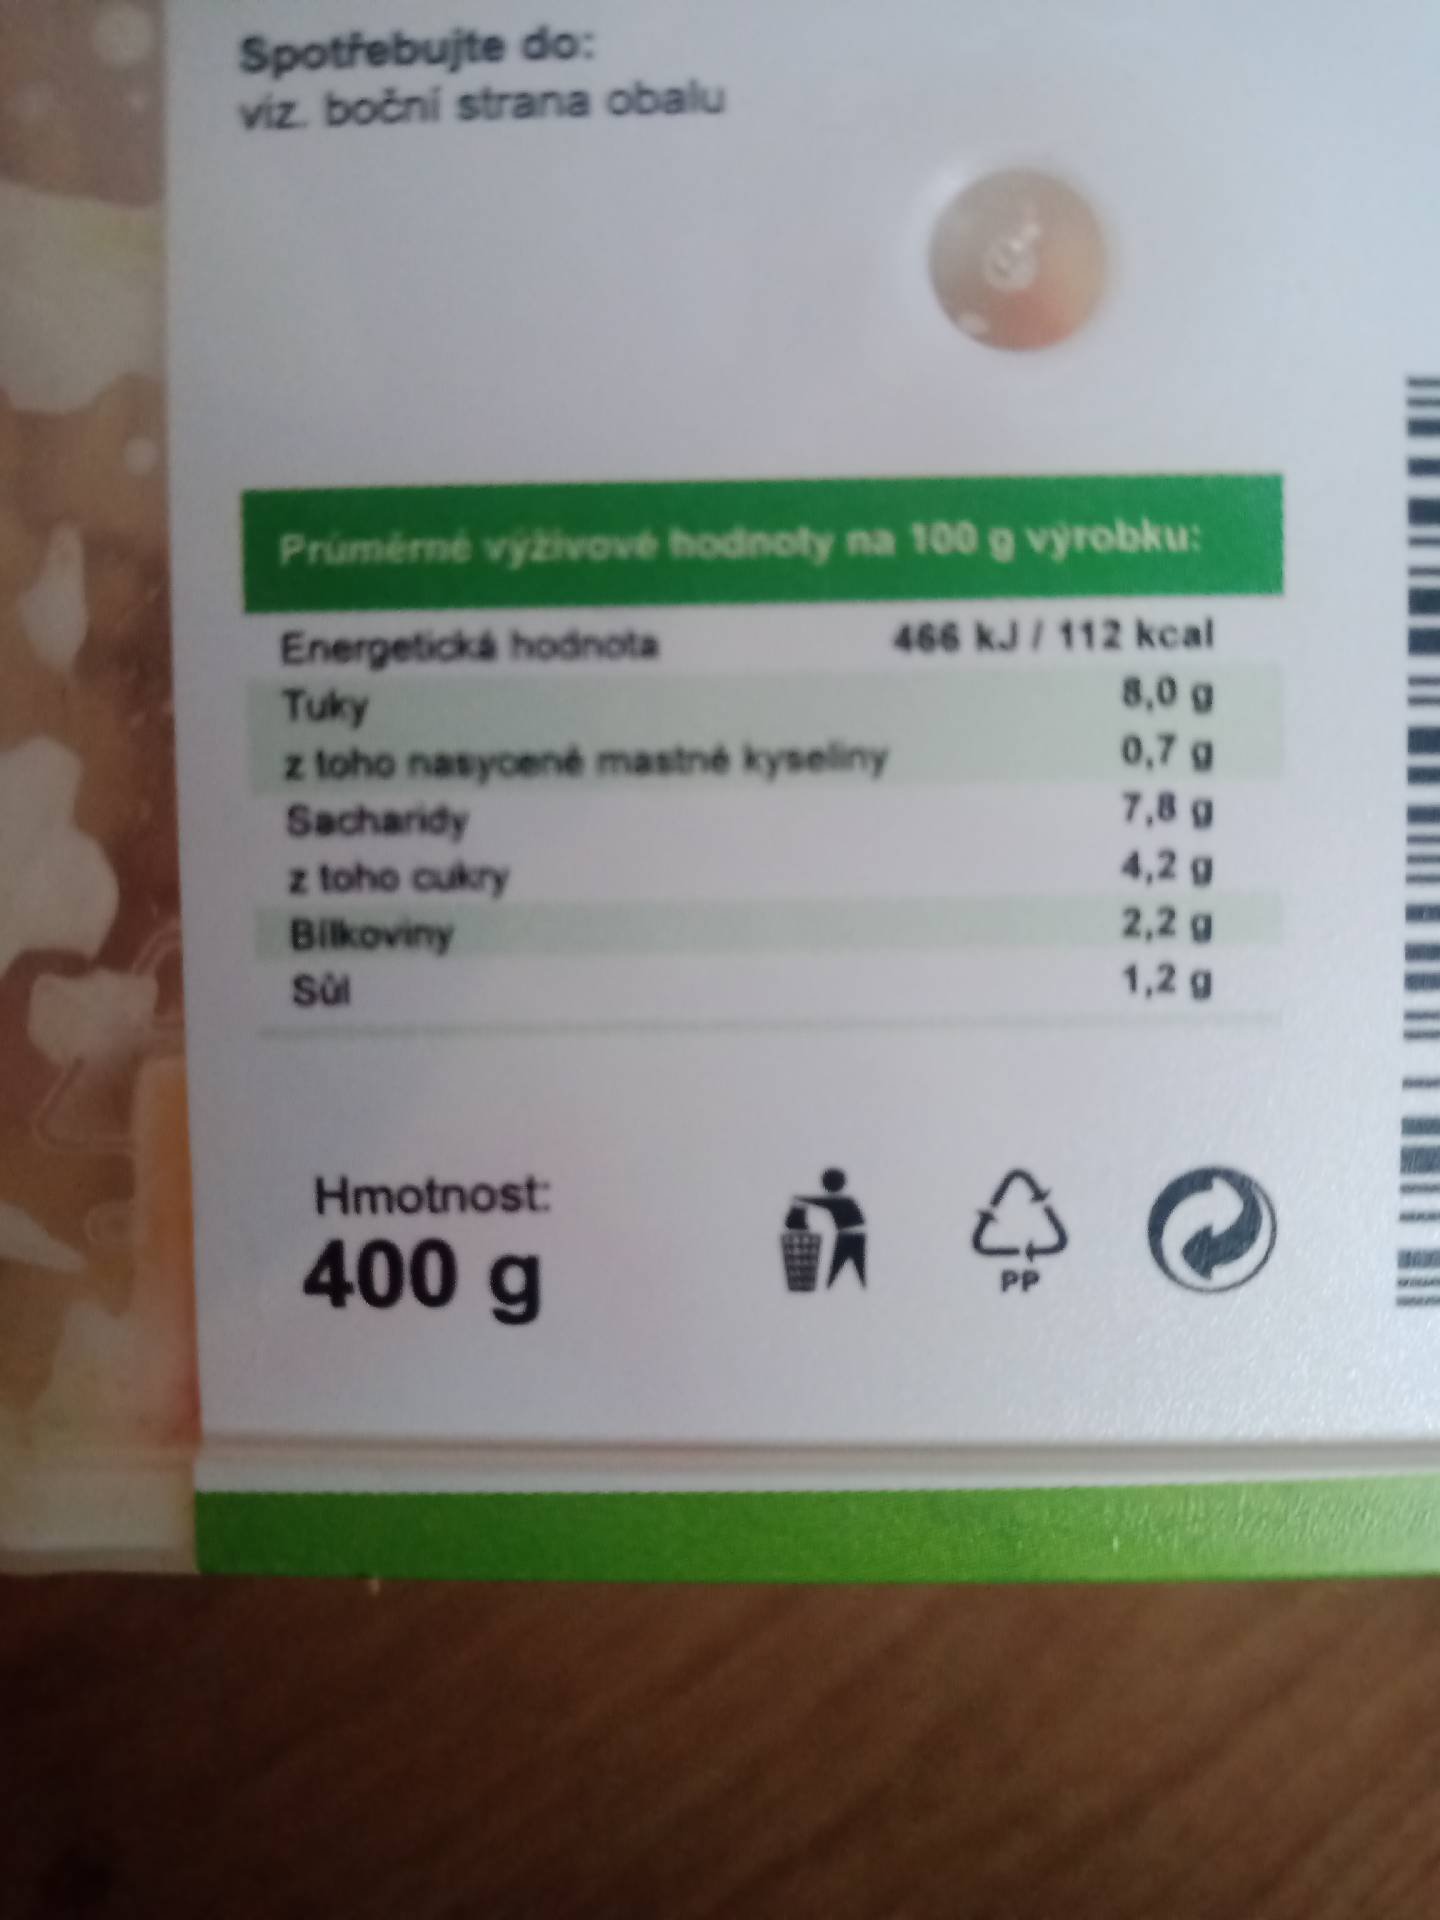 Spotřebujte do:
viz. boční strana obalu
Průměrné výživové hodnoty na 100 g výrobku:
Energetická hodnota 466 kJ / 112 kcal
Tuky 8,0 g
z toho nasycené mastné kyseliny 0,7 g
Sacharidy 7,8 g
z toho cukry 4,2 g
Bílkoviny 2,2 g
Sůl 1,2 g
Hmotnost:
400 g
PP